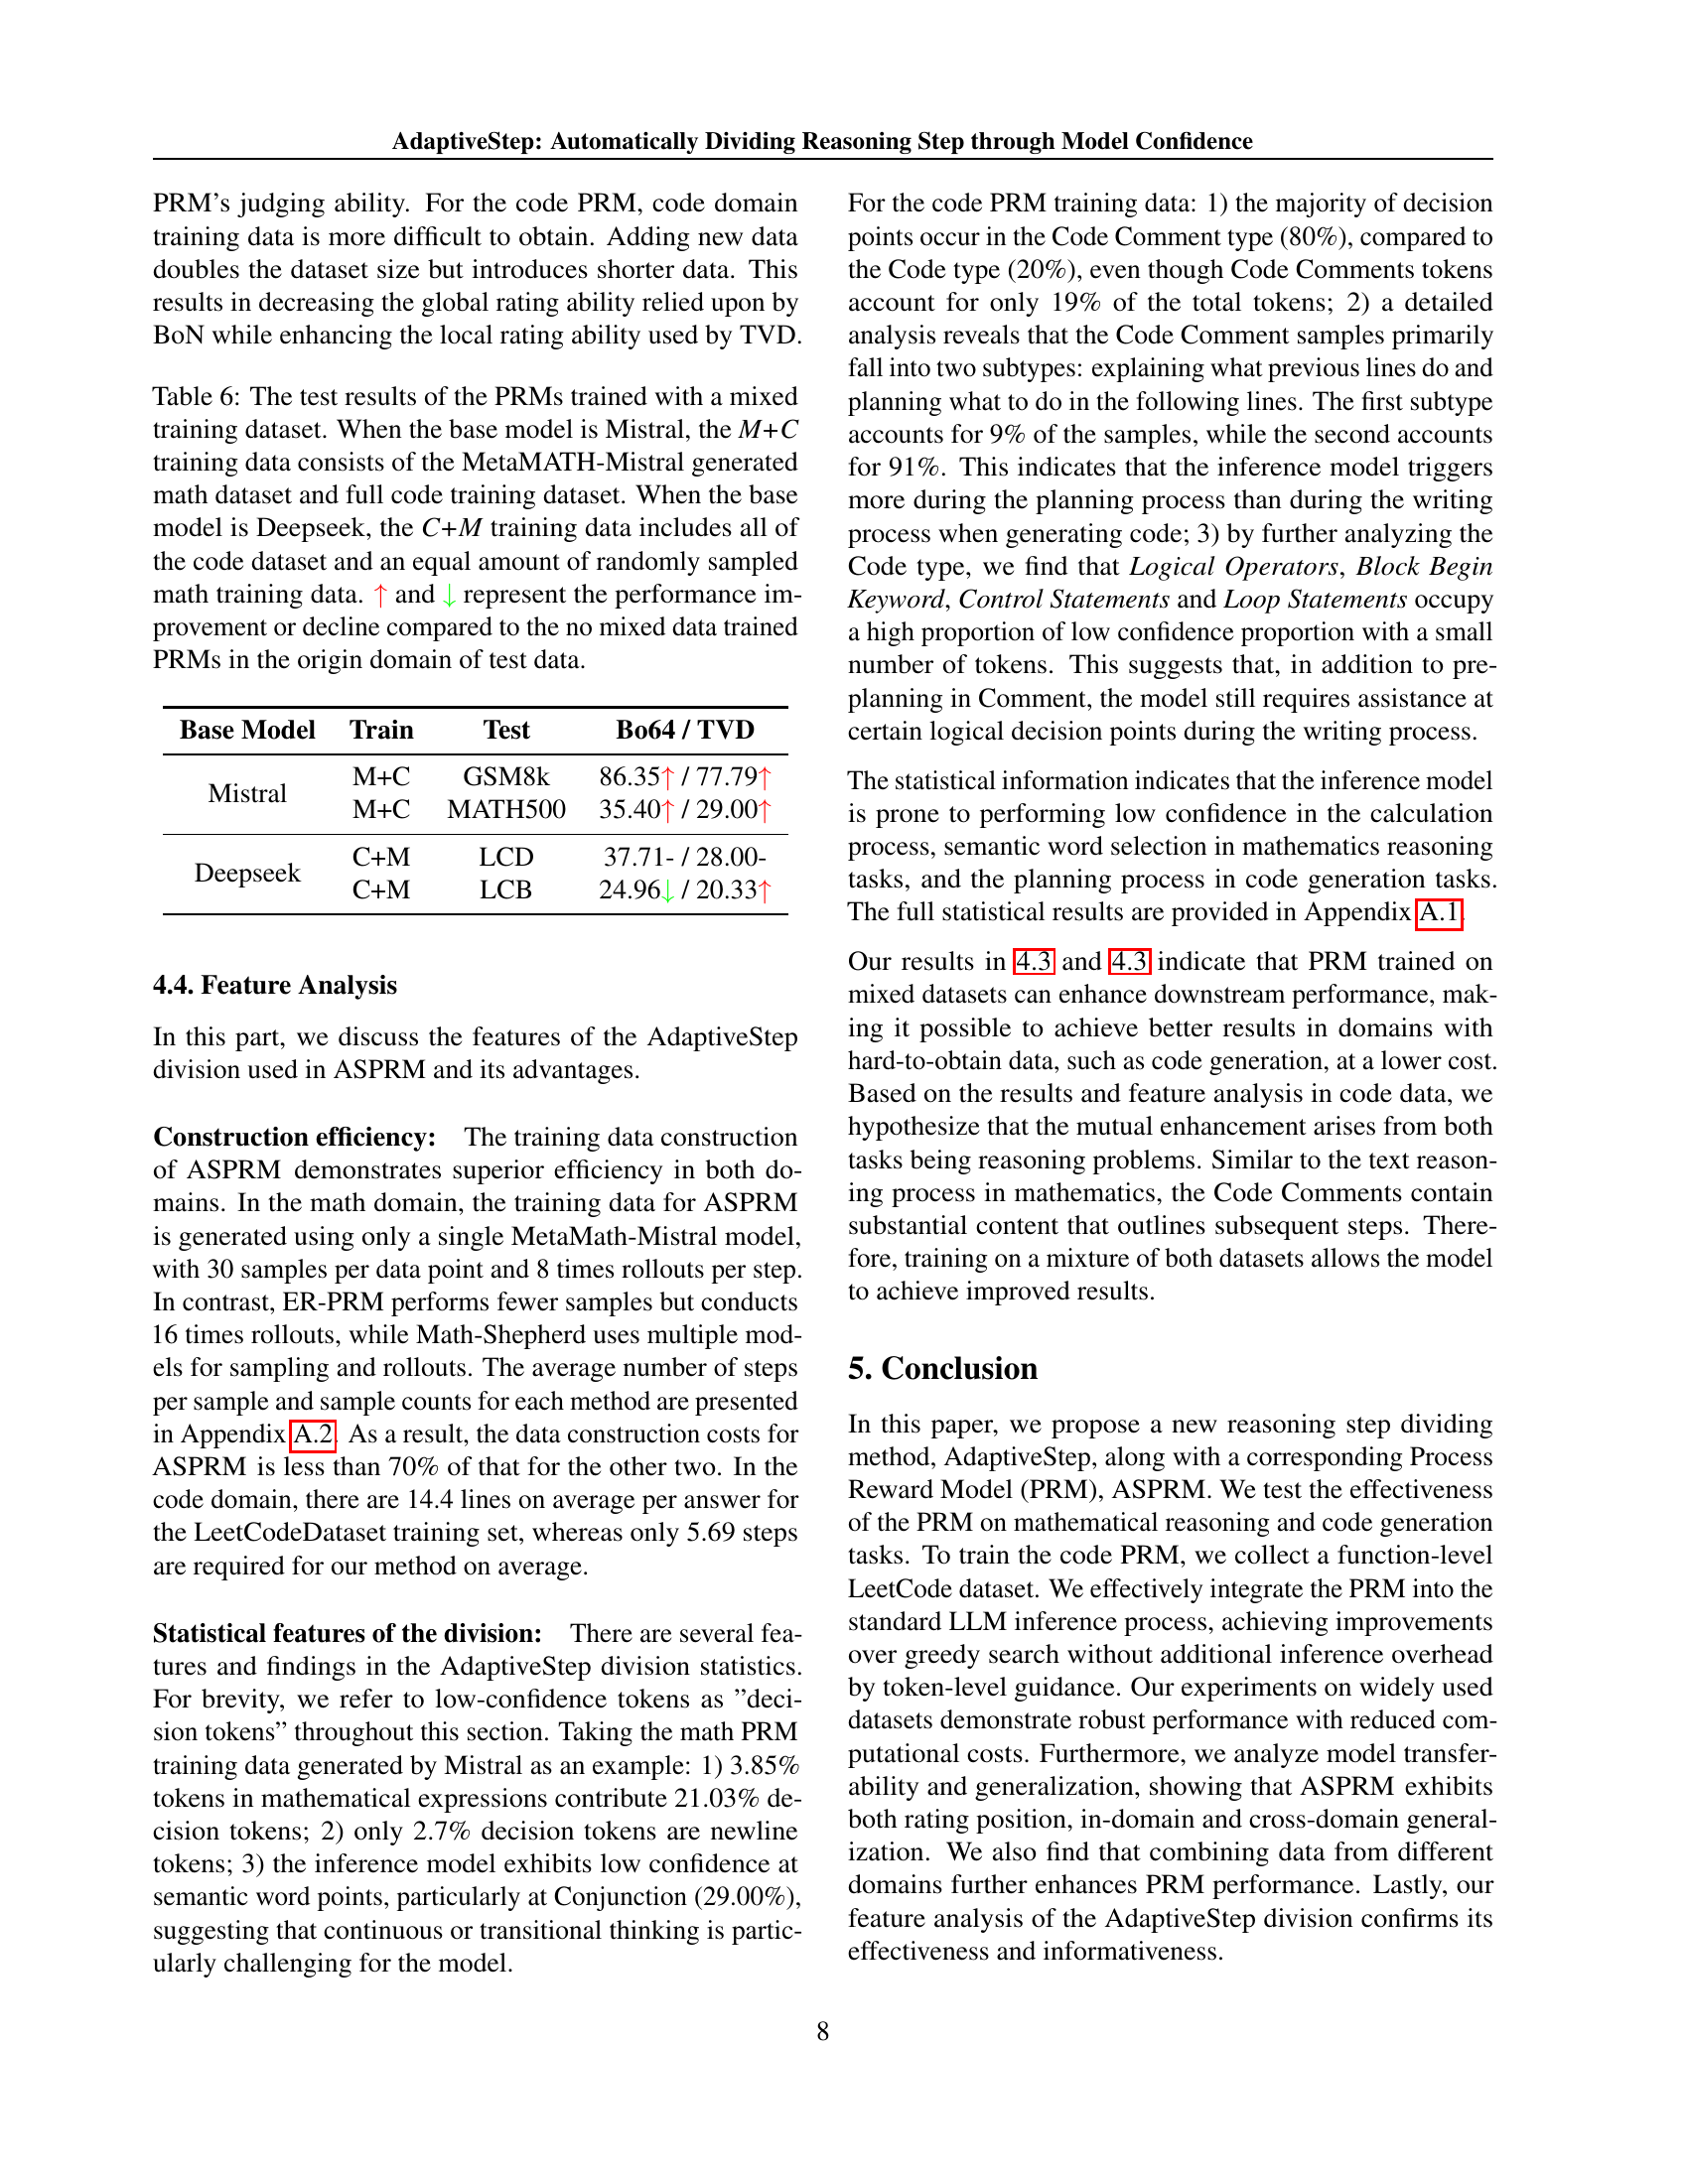 AdaptiveStep: Automatically Dividing Reasoning Step through Model Confidence
PRM's judging ability. For the code PRM, code domain
training data is more difficult to obtain. Adding new data
doubles the dataset size but introduces shorter data. This
results in decreasing the global rating ability relied upon by
BoN while enhancing the local rating ability used by TVD.
Table 6: The test results of the PRMs trained with a mixed
training dataset. When the base model is Mistral, the M+C
training data consists of the MetaMATH-Mistral generated
math dataset and full code training dataset. When the base
model is Deepseek, the C+M training data includes all of
the code dataset and an equal amount of randomly sampled
math training data. ↑ and ↓ represent the performance im-
provement or decline compared to the no mixed data trained
PRMs in the origin domain of test data.
Base Model Train Test Bo64 / TVD
Mistral
M+C GSM8k 86.35↑ / 77.79↑
M+C MATH500 35.40↑ / 29.00↑
Deepseek
C+M LCD 37.71- / 28.00-
C+M LCB 24.96↓ / 20.33↑
4.4. Feature Analysis
In this part, we discuss the features of the AdaptiveStep
division used in ASPRM and its advantages.
Construction efficiency: The training data construction
of ASPRM demonstrates superior efficiency in both do-
mains. In the math domain, the training data for ASPRM
is generated using only a single MetaMath-Mistral model,
with 30 samples per data point and 8 times rollouts per step.
In contrast, ER-PRM performs fewer samples but conducts
16 times rollouts, while Math-Shepherd uses multiple mod-
els for sampling and rollouts. The average number of steps
per sample and sample counts for each method are presented
in Appendix A.2. As a result, the data construction costs for
ASPRM is less than 70% of that for the other two. In the
code domain, there are 14.4 lines on average per answer for
the LeetCodeDataset training set, whereas only 5.69 steps
are required for our method on average.
Statistical features of the division: There are several fea-
tures and findings in the AdaptiveStep division statistics.
For brevity, we refer to low-confidence tokens as ”deci-
sion tokens” throughout this section. Taking the math PRM
training data generated by Mistral as an example: 1) 3.85%
tokens in mathematical expressions contribute 21.03% de-
cision tokens; 2) only 2.7% decision tokens are newline
tokens; 3) the inference model exhibits low confidence at
semantic word points, particularly at Conjunction (29.00%),
suggesting that continuous or transitional thinking is partic-
ularly challenging for the model.
For the code PRM training data: 1) the majority of decision
points occur in the Code Comment type (80%), compared to
the Code type (20%), even though Code Comments tokens
account for only 19% of the total tokens; 2) a detailed
analysis reveals that the Code Comment samples primarily
fall into two subtypes: explaining what previous lines do and
planning what to do in the following lines. The first subtype
accounts for 9% of the samples, while the second accounts
for 91%. This indicates that the inference model triggers
more during the planning process than during the writing
process when generating code; 3) by further analyzing the
Code type, we find that Logical Operators, Block Begin
Keyword, Control Statements and Loop Statements occupy
a high proportion of low confidence proportion with a small
number of tokens. This suggests that, in addition to pre-
planning in Comment, the model still requires assistance at
certain logical decision points during the writing process.
The statistical information indicates that the inference model
is prone to performing low confidence in the calculation
process, semantic word selection in mathematics reasoning
tasks, and the planning process in code generation tasks.
The full statistical results are provided in Appendix A.1.
Our results in 4.3 and 4.3 indicate that PRM trained on
mixed datasets can enhance downstream performance, mak-
ing it possible to achieve better results in domains with
hard-to-obtain data, such as code generation, at a lower cost.
Based on the results and feature analysis in code data, we
hypothesize that the mutual enhancement arises from both
tasks being reasoning problems. Similar to the text reason-
ing process in mathematics, the Code Comments contain
substantial content that outlines subsequent steps. There-
fore, training on a mixture of both datasets allows the model
to achieve improved results.
5. Conclusion
In this paper, we propose a new reasoning step dividing
method, AdaptiveStep, along with a corresponding Process
Reward Model (PRM), ASPRM. We test the effectiveness
of the PRM on mathematical reasoning and code generation
tasks. To train the code PRM, we collect a function-level
LeetCode dataset. We effectively integrate the PRM into the
standard LLM inference process, achieving improvements
over greedy search without additional inference overhead
by token-level guidance. Our experiments on widely used
datasets demonstrate robust performance with reduced com-
putational costs. Furthermore, we analyze model transfer-
ability and generalization, showing that ASPRM exhibits
both rating position, in-domain and cross-domain general-
ization. We also find that combining data from different
domains further enhances PRM performance. Lastly, our
feature analysis of the AdaptiveStep division confirms its
effectiveness and informativeness.
8